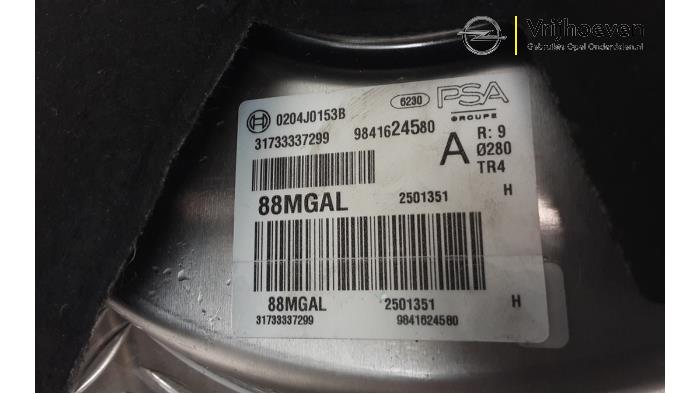 Vrijhoeven
Gebruikte Opel Onderdelen.nl
0204J0153B
6230
PSA
GROUPE
31733337299
9841624580
A
R: 9
Ø280
TR4
88MGAL
2501351
H
88MGAL
2501351
H
31733337299
9841624580